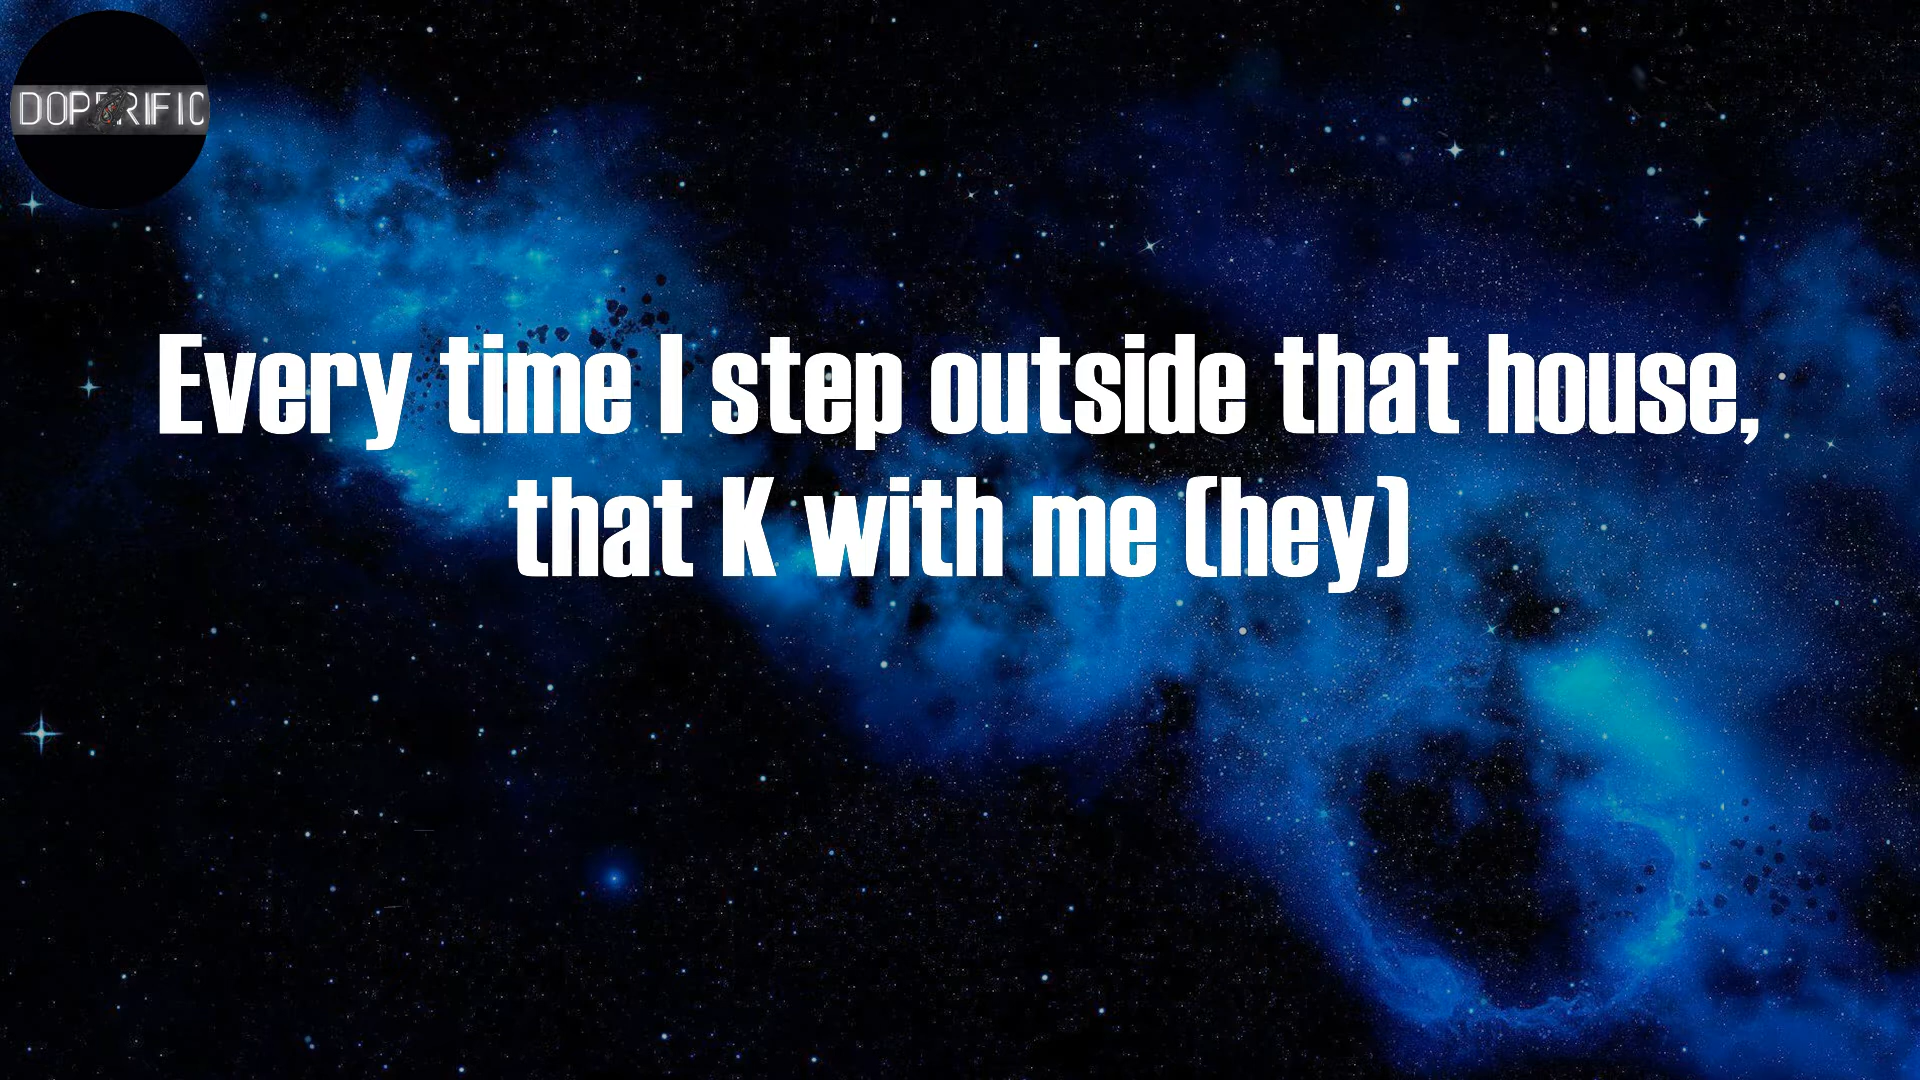 DOPERIFIC
Every time I step outside that house,
that K with me (hey)